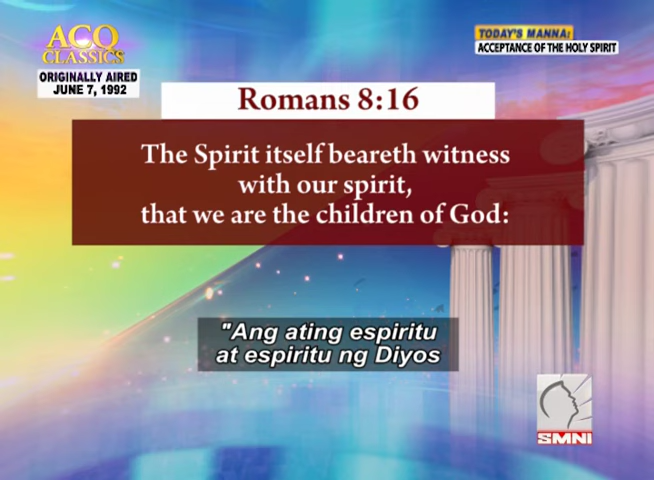 ACQ
CLASSICS
ORIGINALLY AIRED
JUNE 7, 1992
TODAY'S MANNA:
ACCEPTANCE OF THE HOLY SPIRIT
Romans 8:16
The Spirit itself beareth witness
with our spirit,
that we are the children of God:
"Ang ating espiritu
at espiritu ng Diyos
SMNI